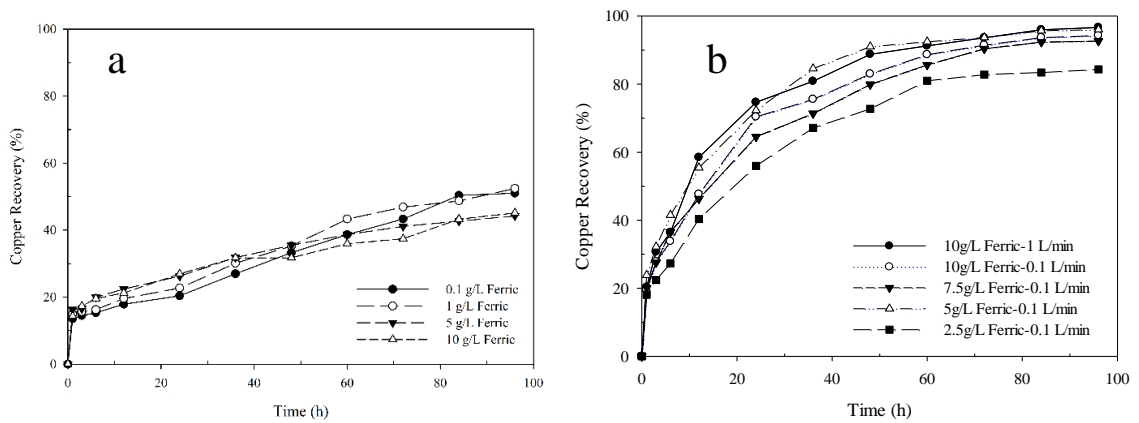 a
Copper Recovery (%)
100
80
60
40
20
0
0.1 g/L Ferric
1 g/L Ferric
5 g/L Ferric
10 g/L Ferric
0
20
40
60
80
100
Time (h)
b
Copper Recovery (%)
100
80
60
40
20
0
10g/L Ferric-1 L/min
10g/L Ferric-0.1 L/min
7.5g/L Ferric-0.1 L/min
5g/L Ferric-0.1 L/min
2.5g/L Ferric-0.1 L/min
0
20
40
60
80
100
Time (h)